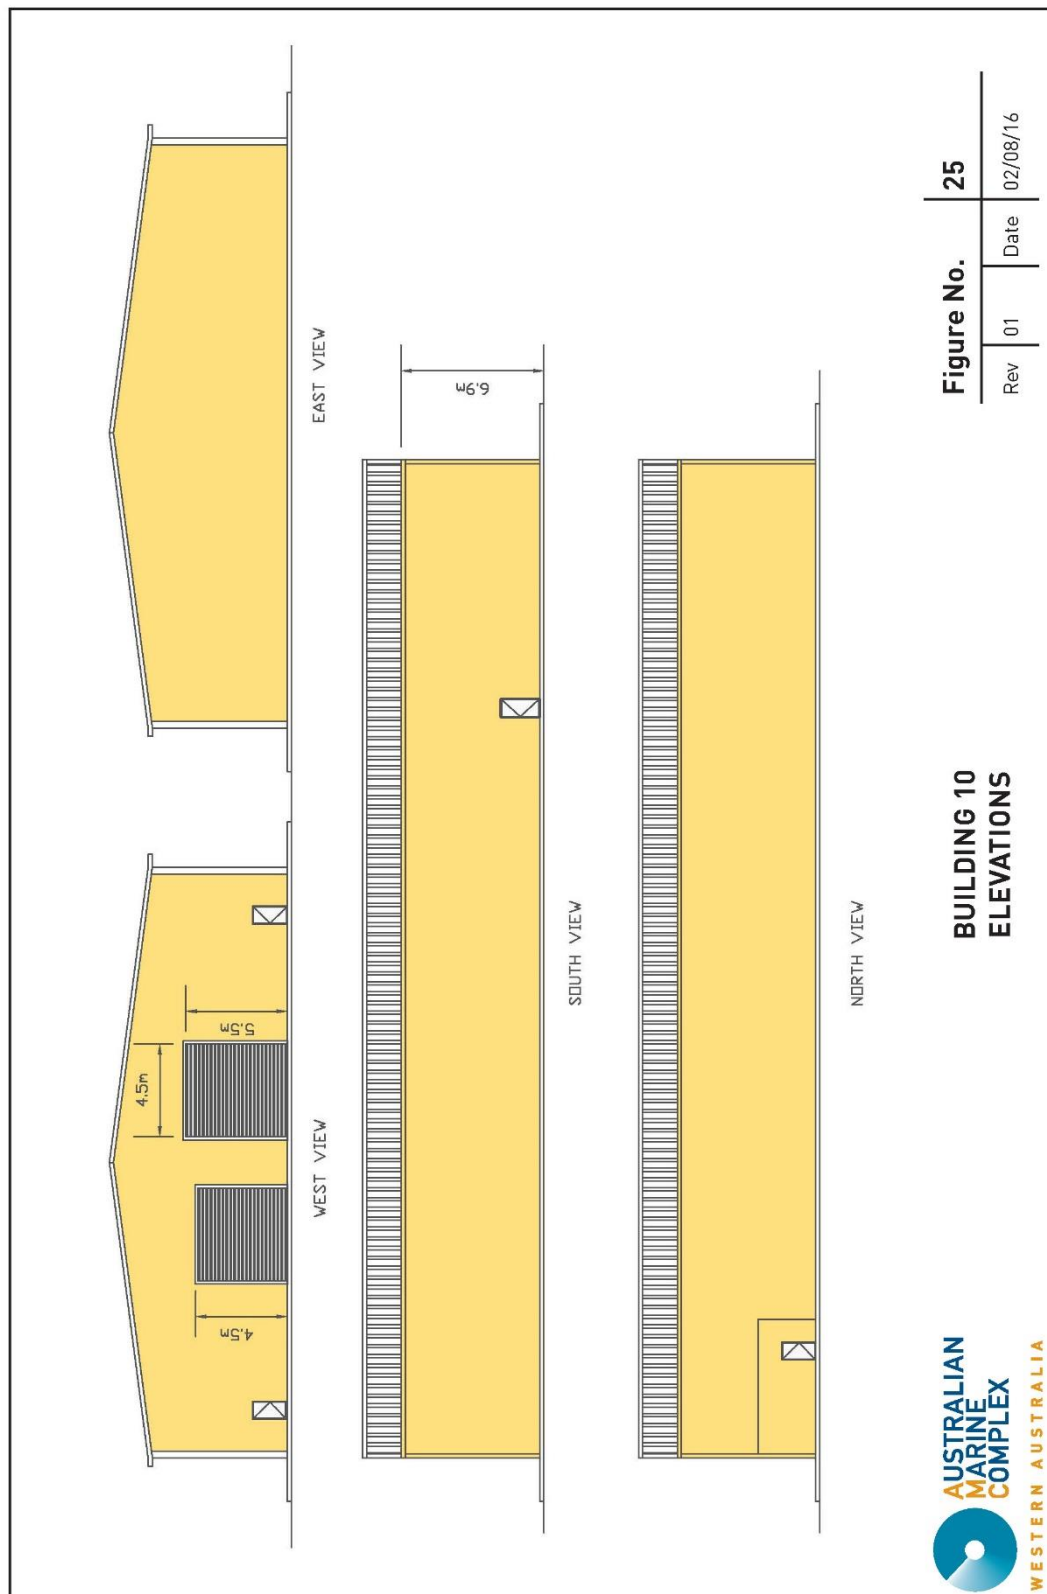 4.5m
5.5m
4.5m
WEST VIEW
EAST VIEW
6.9m
SOUTH VIEW
NORTH VIEW
AUSTRALIAN
MARINE
COMPLEX
WESTERN AUSTRALIA
BUILDING 10
ELEVATIONS
Figure No. 25
Rev 01 Date 02/08/16